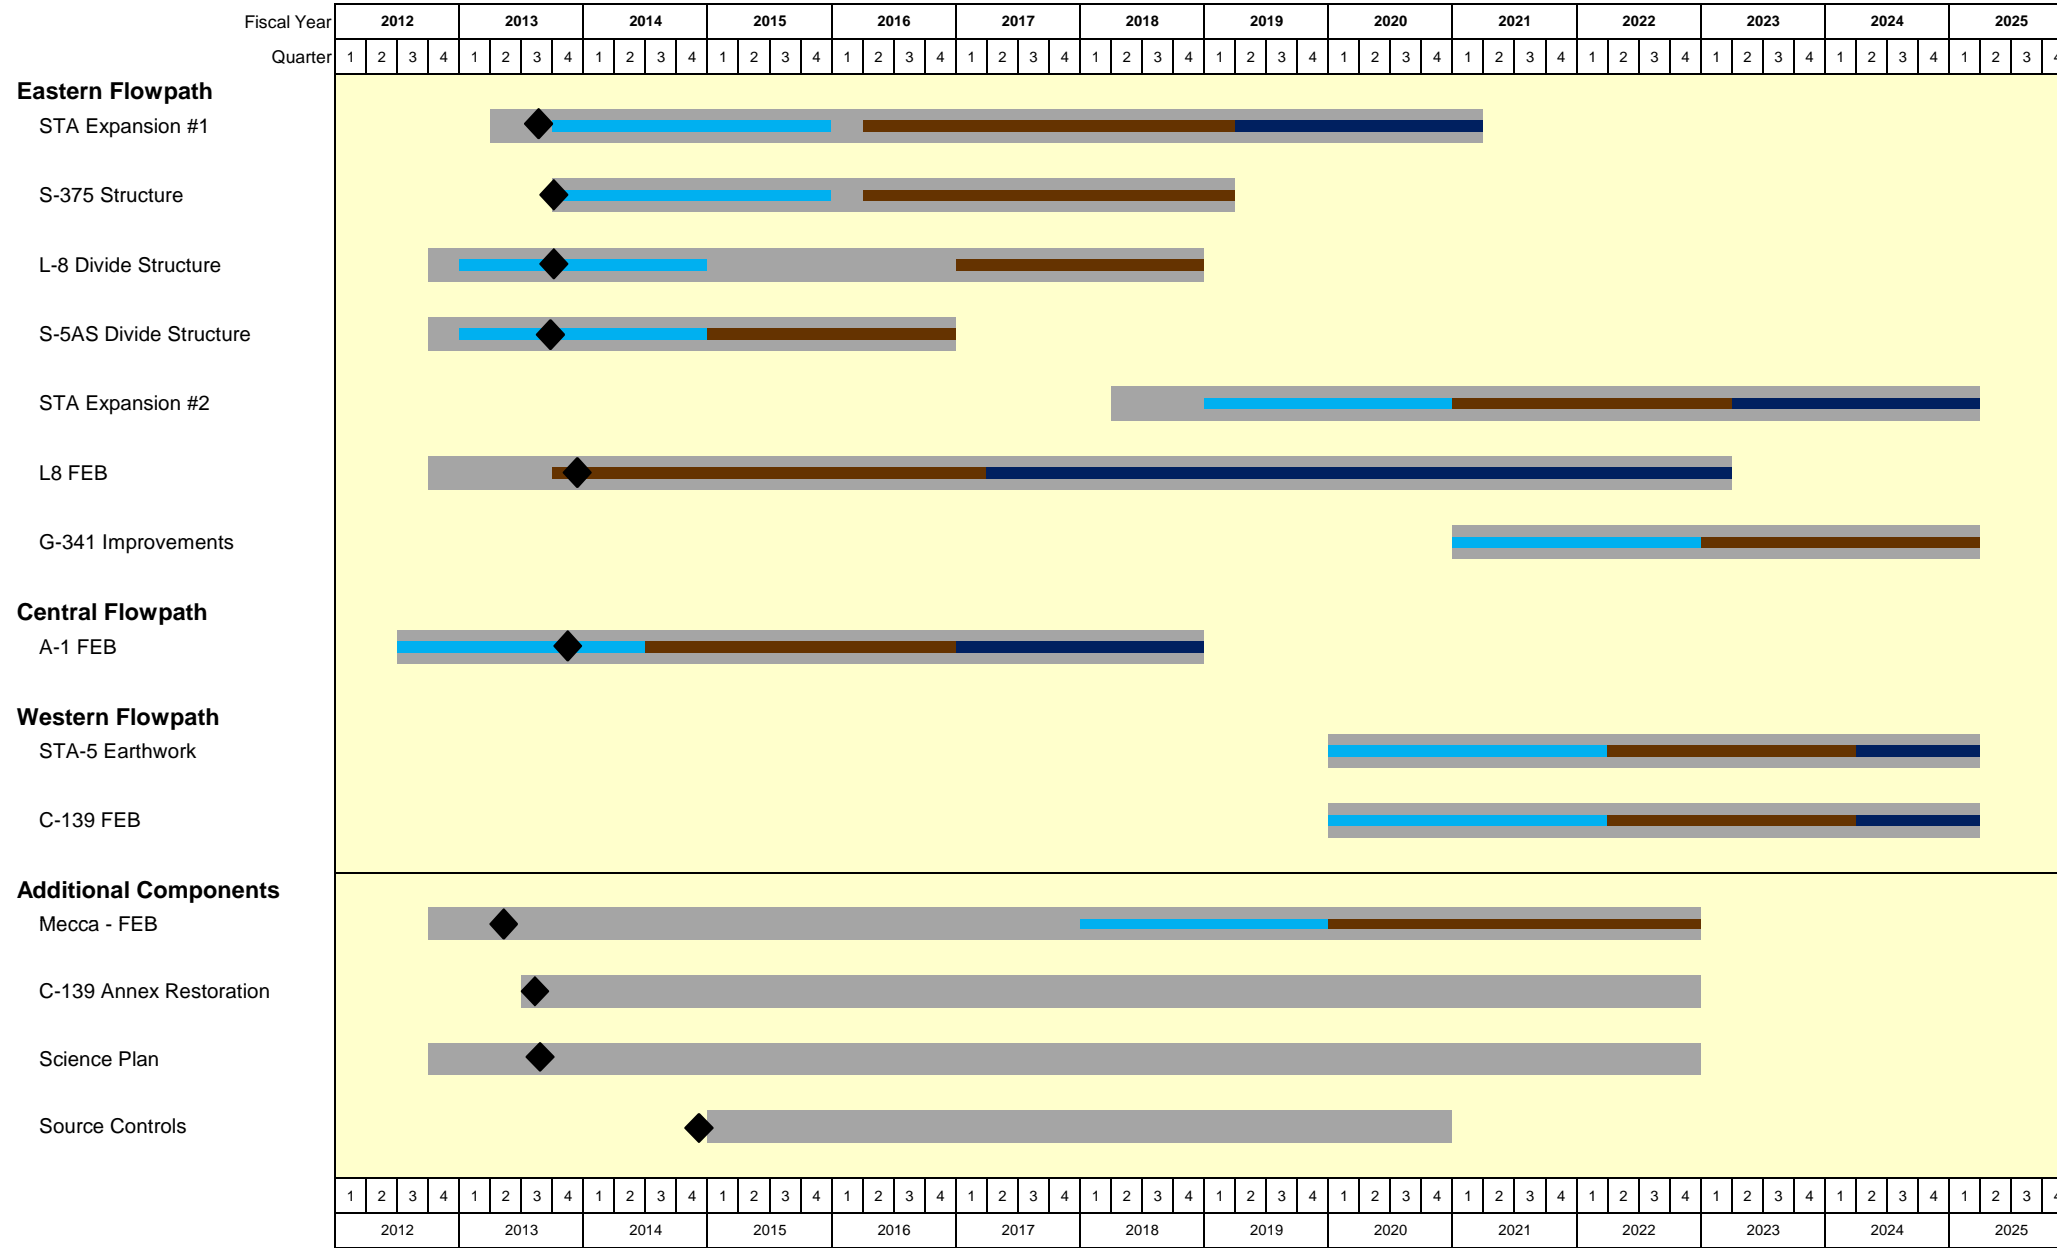 Fiscal Year 2012 2013 2014 2015 2016 2017 2018 2019 2020 2021 2022 2023 2024 2025
Quarter 1 2 3 4 1 2 3 4 1 2 3 4 1 2 3 4 1 2 3 4 1 2 3 4 1 2 3 4 1 2 3 4 1 2 3 4 1 2 3 4 1 2 3 4 1 2 3 4 1 2 3 4 1 2 3 4
Eastern Flowpath
STA Expansion #1
S-375 Structure
L-8 Divide Structure
S-5AS Divide Structure
STA Expansion #2
L8 FEB
G-341 Improvements
Central Flowpath
A-1 FEB
Western Flowpath
STA-5 Earthwork
C-139 FEB
Additional Components
Mecca - FEB
C-139 Annex Restoration
Science Plan
Source Controls
1 2 3 4 1 2 3 4 1 2 3 4 1 2 3 4 1 2 3 4 1 2 3 4 1 2 3 4 1 2 3 4 1 2 3 4 1 2 3 4 1 2 3 4 1 2 3 4 1 2 3 4 1 2 3 4
2012 2013 2014 2015 2016 2017 2018 2019 2020 2021 2022 2023 2024 2025